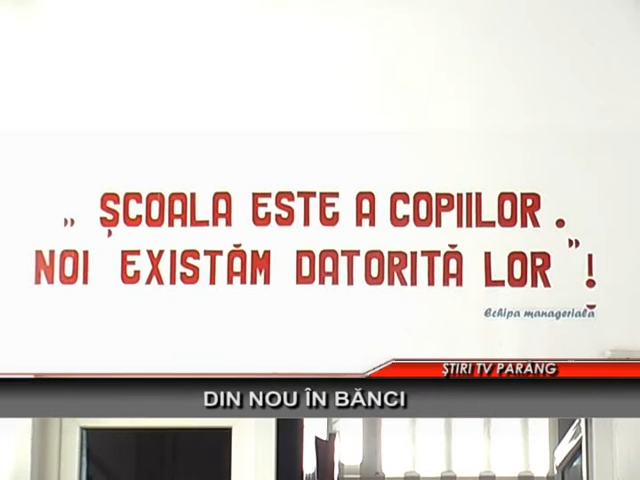 „ ȘCOALA ESTE A COPIILOR .
NOI EXISTĂM DATORITĂ LOR ” !
Echipa managerială
ȘTIRI TV PARÂNG
DIN NOU ÎN BĂNCI